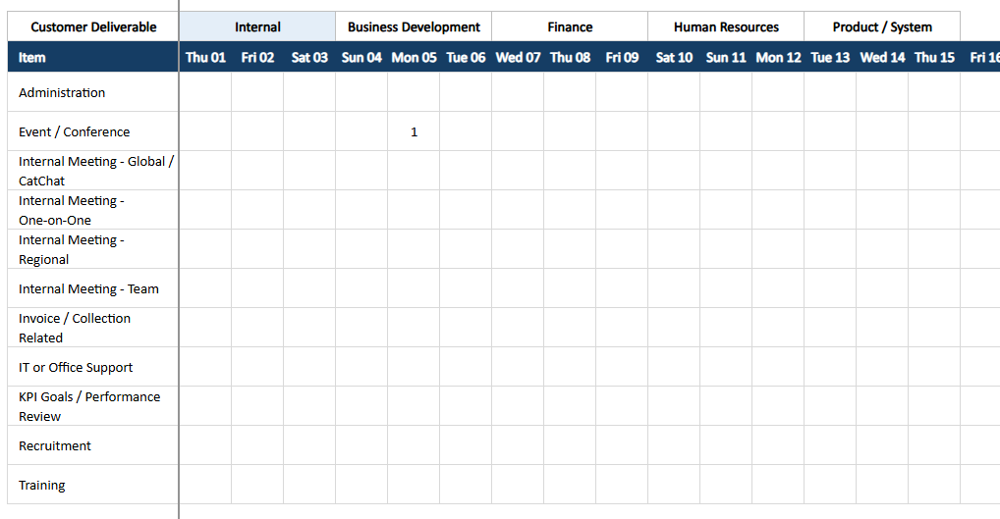 Customer Deliverable Internal Business Development Finance Human Resources Product / System
Item Thu 01 Fri 02 Sat 03 Sun 04 Mon 05 Tue 06 Wed 07 Thu 08 Fri 09 Sat 10 Sun 11 Mon 12 Tue 13 Wed 14 Thu 15 Fri 16
Administration
Event / Conference 1
Internal Meeting - Global /
CatChat
Internal Meeting -
One-on-One
Internal Meeting -
Regional
Internal Meeting - Team
Invoice / Collection
Related
IT or Office Support
KPI Goals / Performance
Review
Recruitment
Training